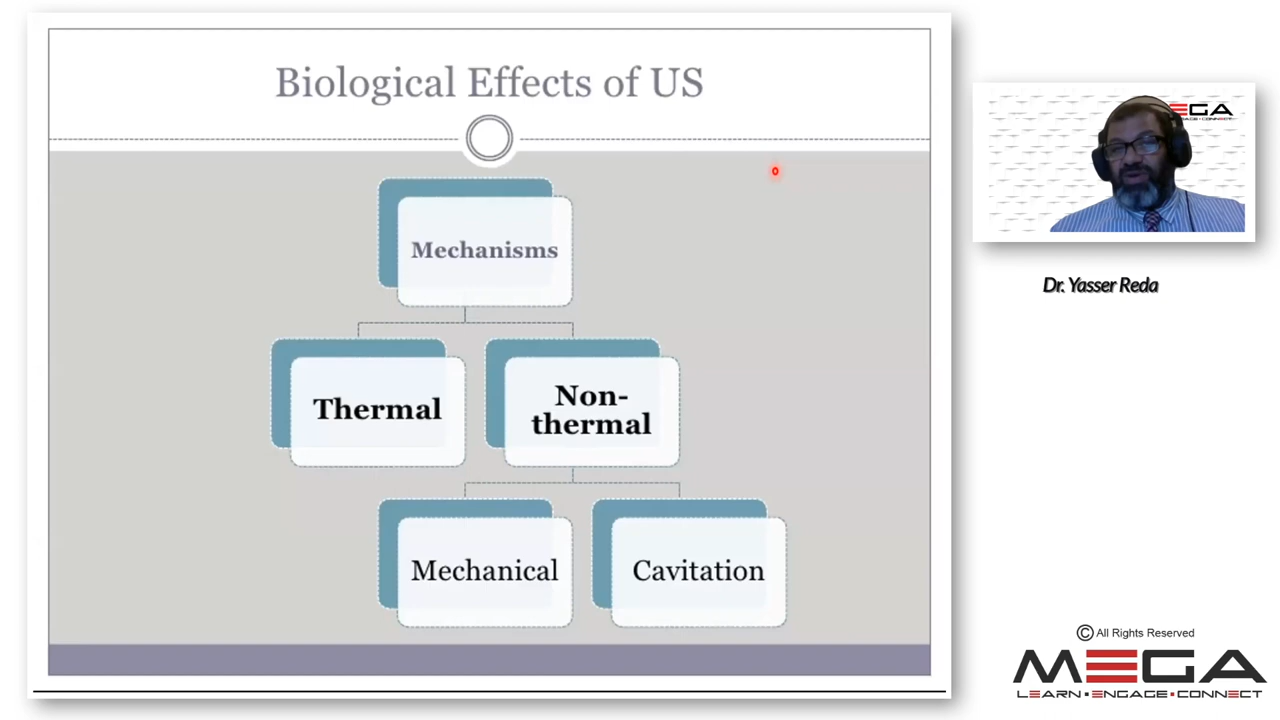 Biological Effects of US
Mechanisms
Thermal
Non-
thermal
Mechanical
Cavitation
EGA
Dr. Yasser Reda
© All Rights Reserved
MEGA
LEARN▪ENGAGE▪CONNECT